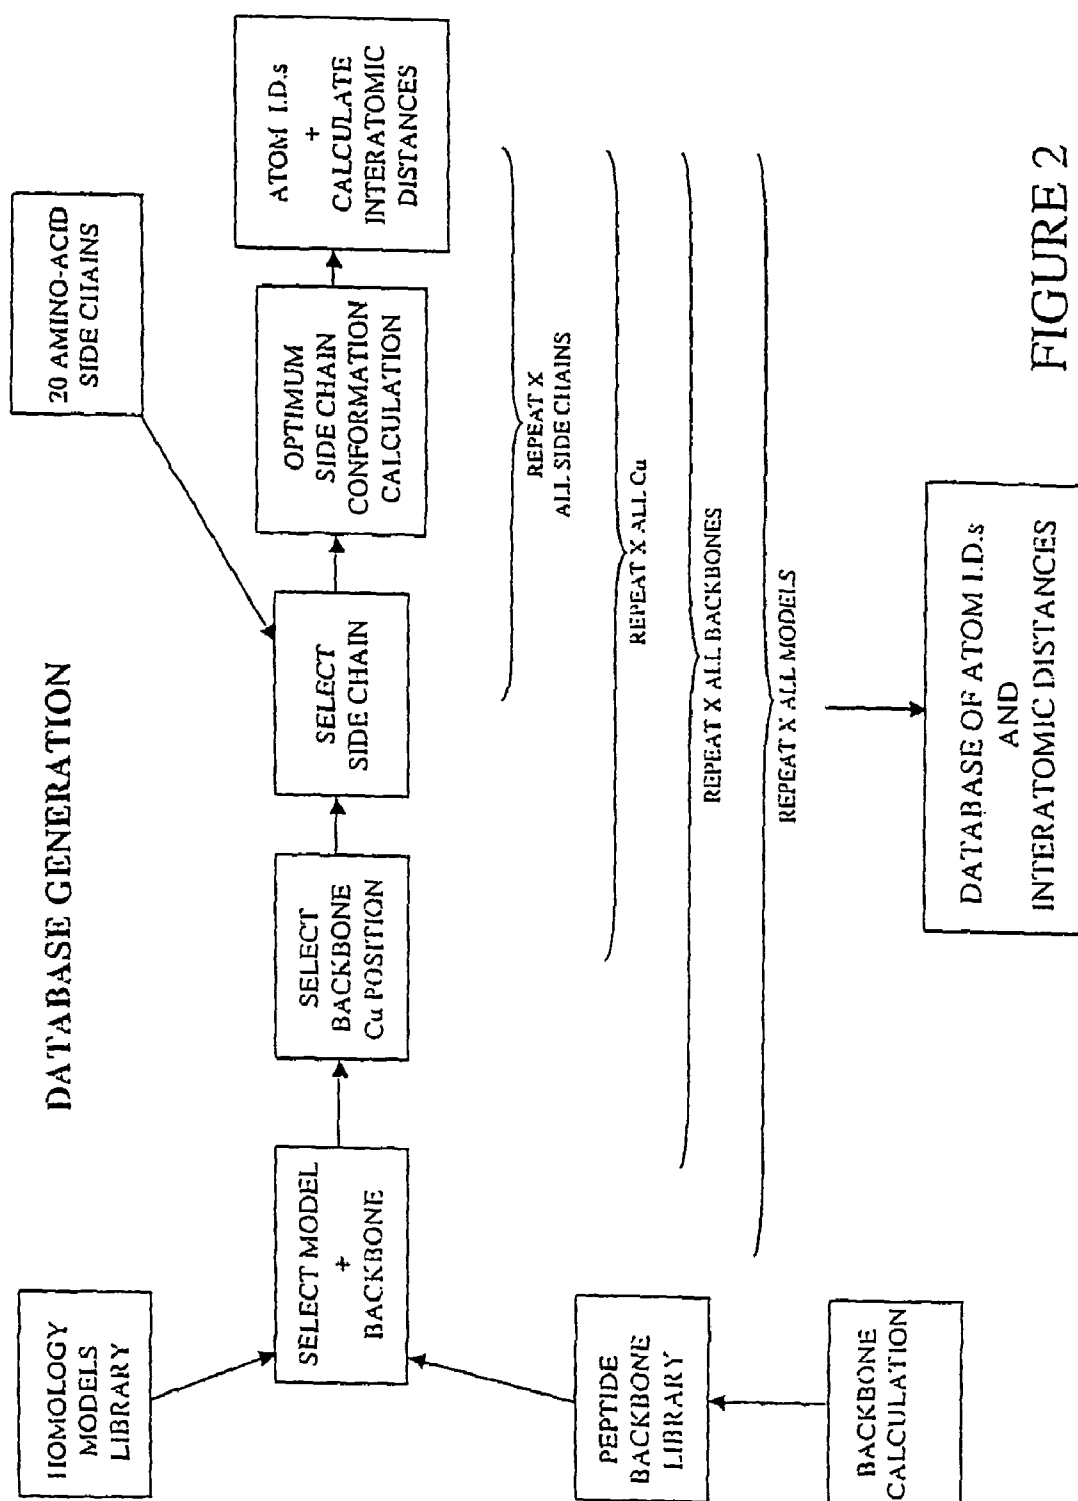 DATABASE GENERATION
20 AMINO-ACID
SIDE CHAINS
HOMOLOGY
MODELS
LIBRARY
SELECT MODEL
+
BACKBONE
SELECT
BACKBONE
Cu POSITION
SELECT
SIDE CHAIN
OPTIMUM
SIDE CHAIN
CONFORMATION
CALCULATION
ATOM I.D.s
+
CALCULATE
INTERATOMIC
DISTANCES
PEPTIDE
BACKBONE
LIBRARY
BACKBONE
CALCULATION
REPEAT X
ALL SIDE CHAINS
REPEAT X ALL Cu
REPEAT X ALL BACKBONES
REPEAT X ALL MODELS
DATABASE OF ATOM I.D.s
AND
INTERATOMIC DISTANCES
FIGURE 2